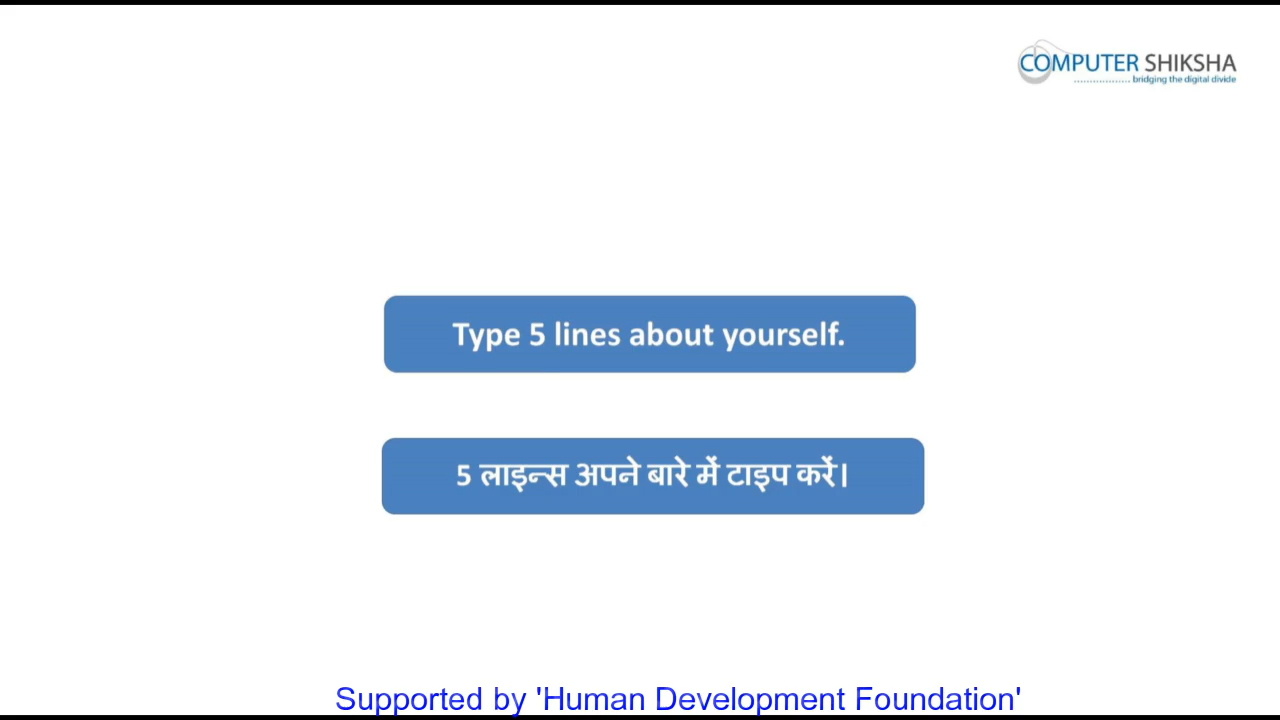 COMPUTER SHIKSHA
bridging the digital divide
Type 5 lines about yourself.
5 लाइन्स अपने बारे में टाइप करें।
Supported by 'Human Development Foundation'